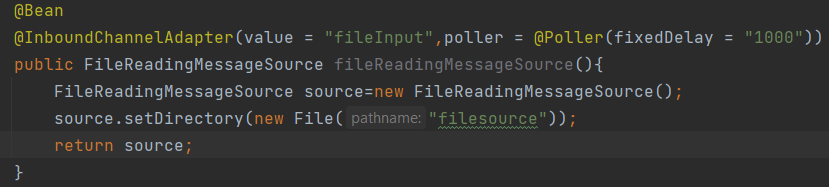 @Bean
@InboundChannelAdapter(value = "fileInput",poller = @Poller(fixedDelay = "1000"))
public FileReadingMessageSource fileReadingMessageSource(){
    FileReadingMessageSource source=new FileReadingMessageSource();
    source.setDirectory(new File( pathname: "filesource"));
    return source;
}